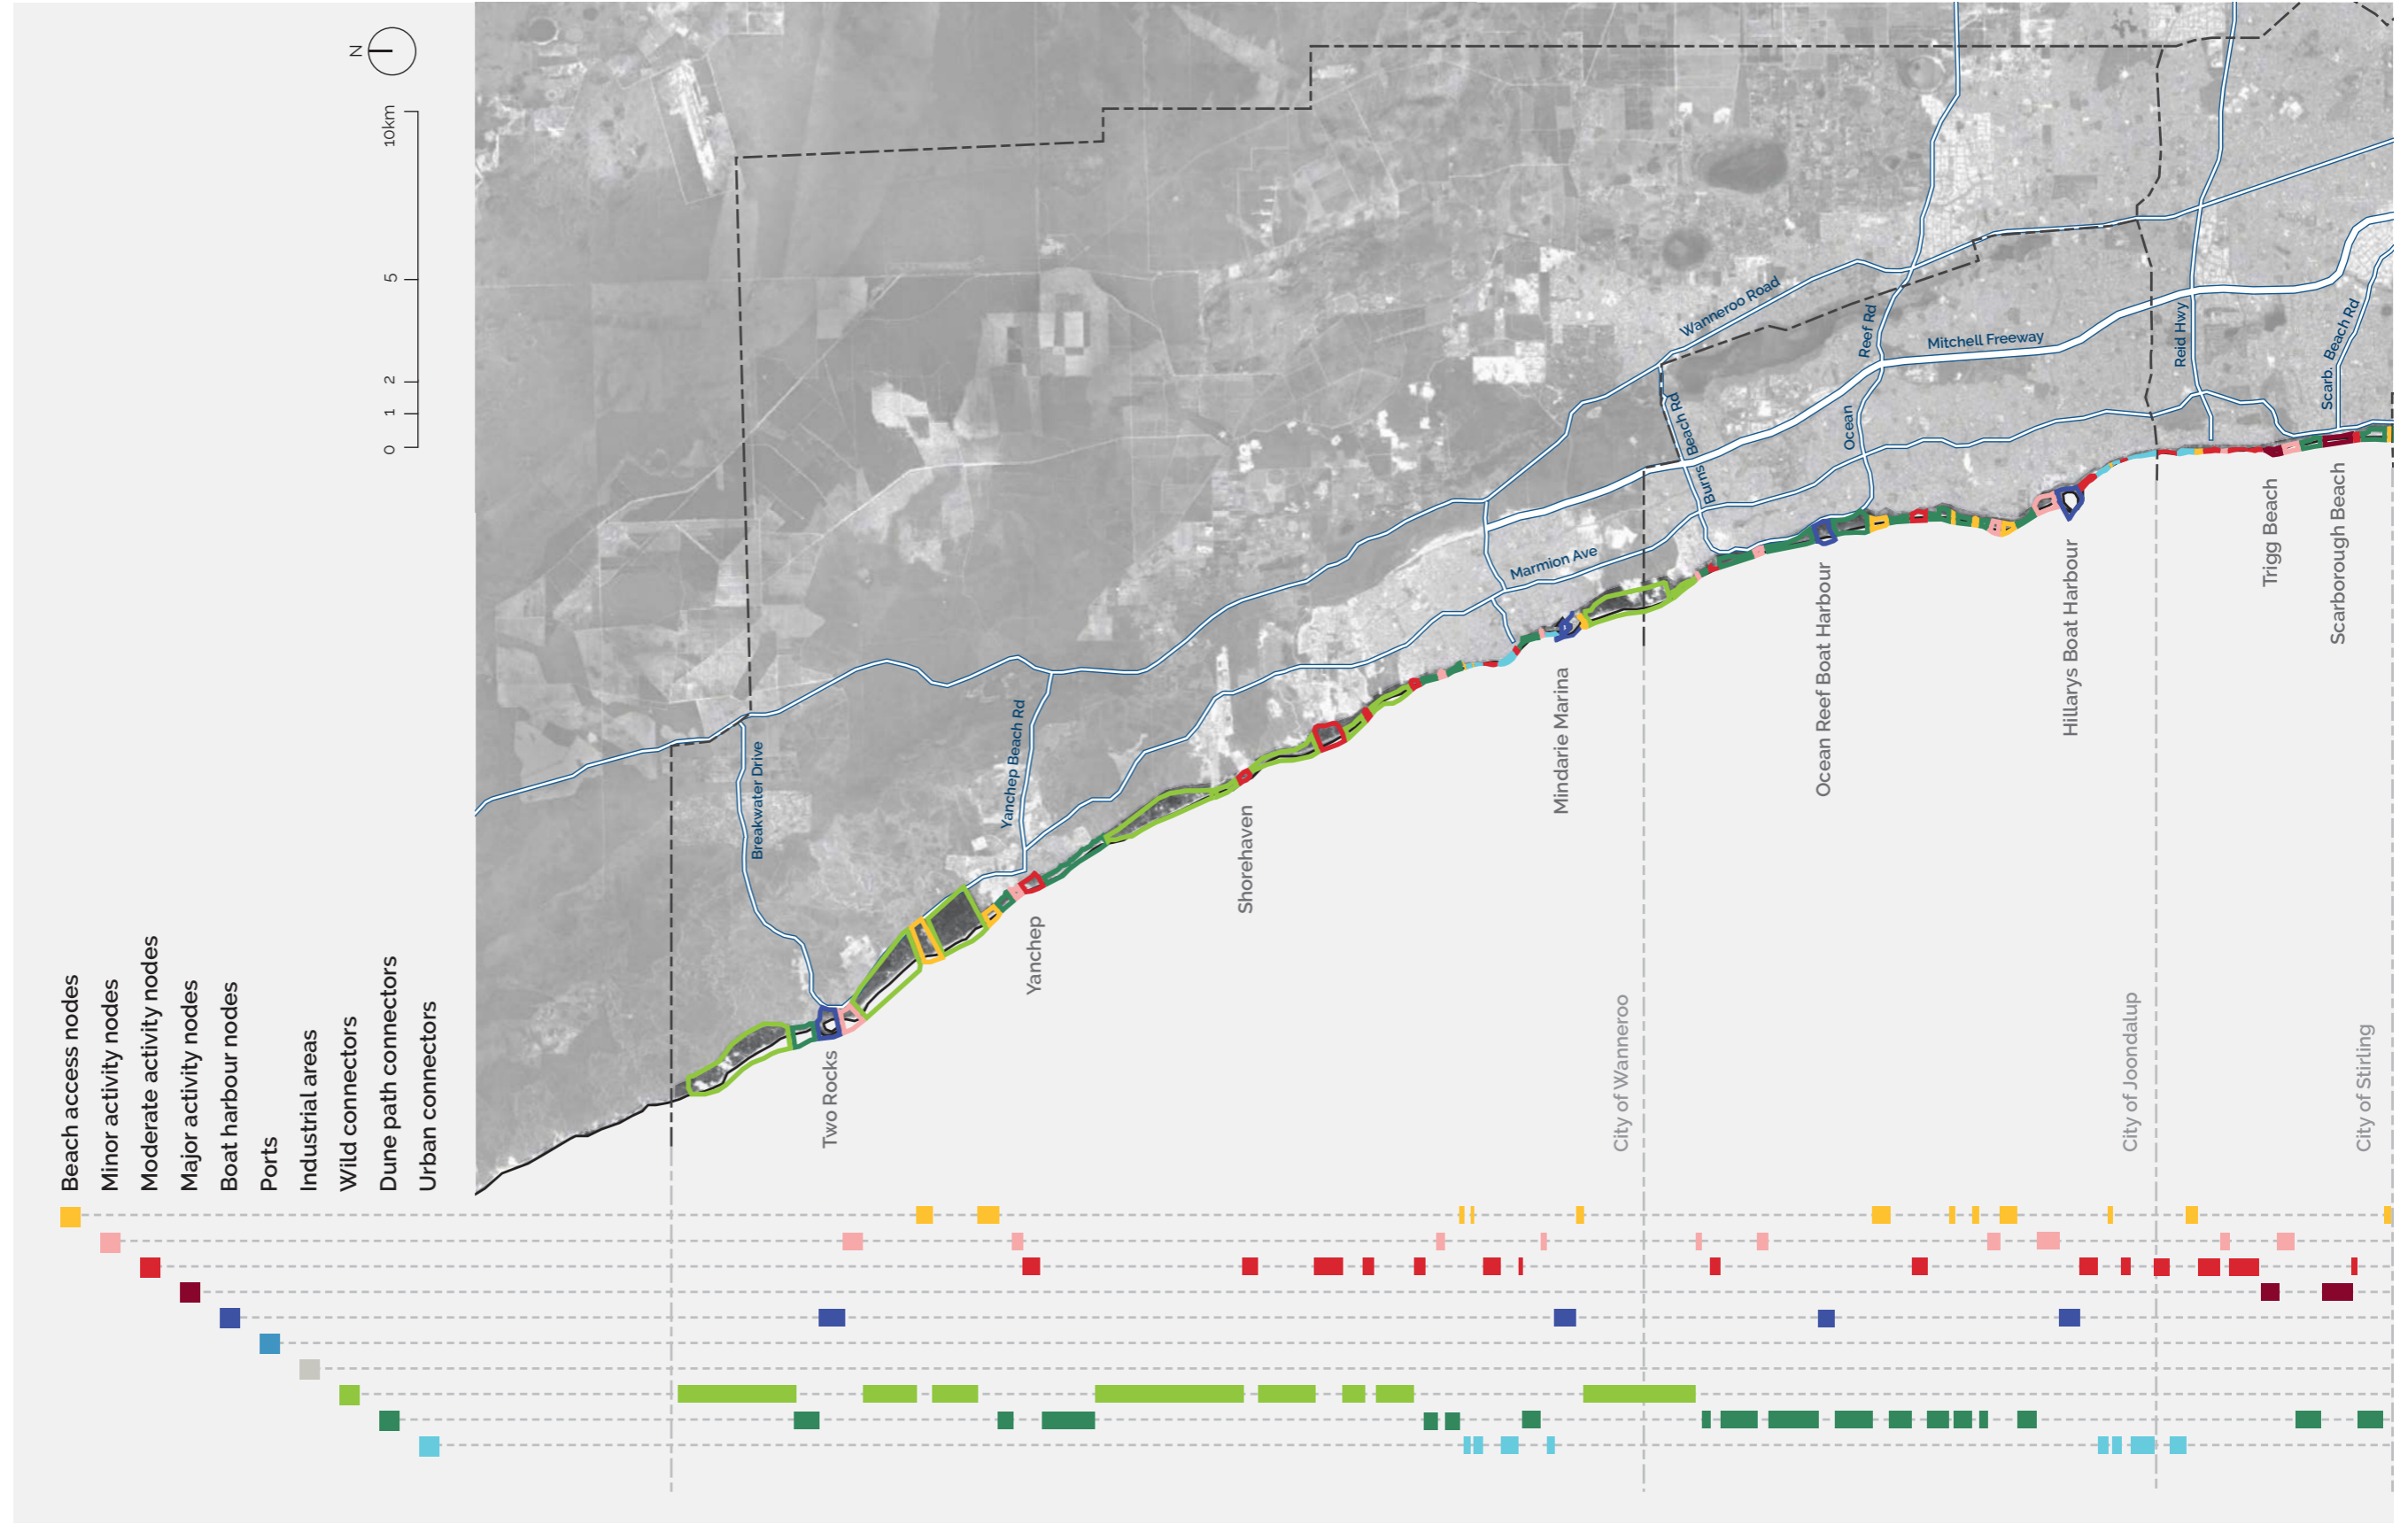 N
10km
5
2
1
0
Beach access nodes
Minor activity nodes
Moderate activity nodes
Major activity nodes
Boat harbour nodes
Ports
Industrial areas
Wild connectors
Dune path connectors
Urban connectors
Breakwater Drive
Yanchep Beach Rd
Wanneroo Road
Marmion Ave
Burns Beach Rd
Ocean
Reef Rd
Mitchell Freeway
Reid Hwy
Scarb. Beach Rd
Two Rocks
Yanchep
Shorehaven
Mindarie Marina
Ocean Reef Boat Harbour
Hillarys Boat Harbour
Trigg Beach
Scarborough Beach
City of Wanneroo
City of Joondalup
City of Stirling